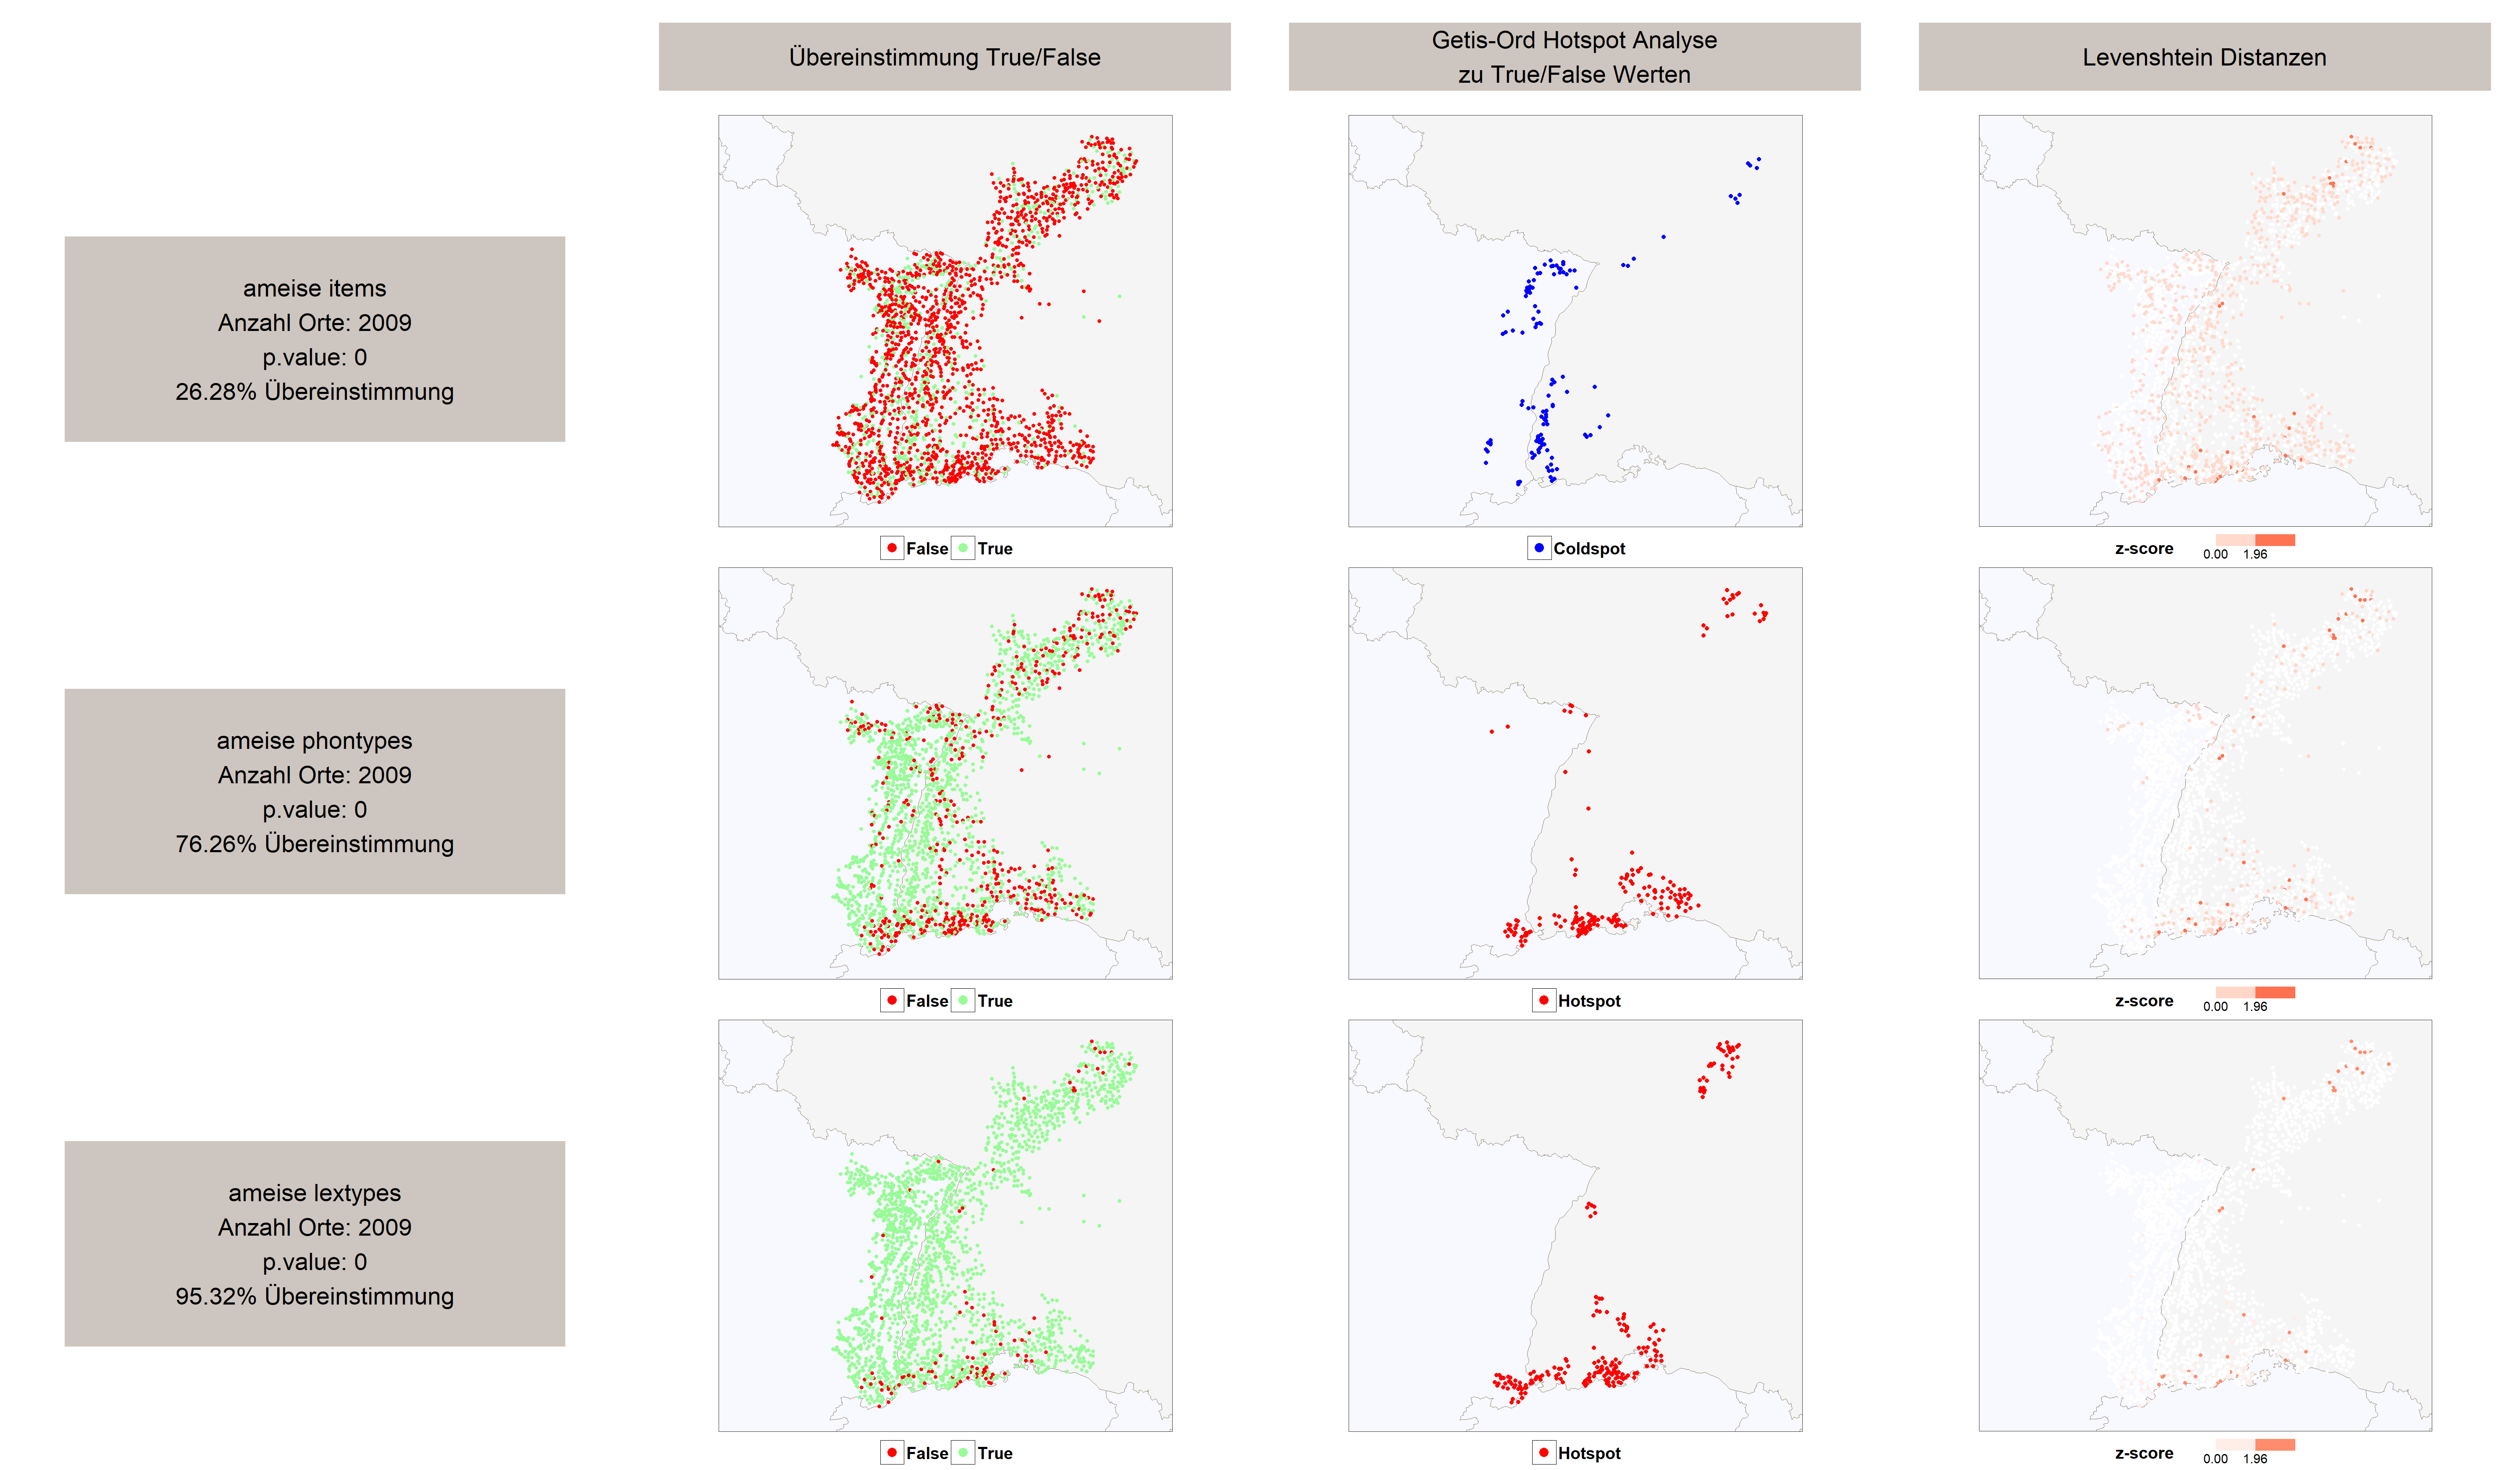 Übereinstimmung True/False
Getis-Ord Hotspot Analyse
zu True/False Werten
Levenshtein Distanzen
ameise items
Anzahl Orte: 2009
p.value: 0
26.28% Übereinstimmung
False True
Coldspot
z-score
0.00 1.96
ameise phontypes
Anzahl Orte: 2009
p.value: 0
76.26% Übereinstimmung
False True
Hotspot
z-score
0.00 1.96
ameise lextypes
Anzahl Orte: 2009
p.value: 0
95.32% Übereinstimmung
False True
Hotspot
z-score
0.00 1.96